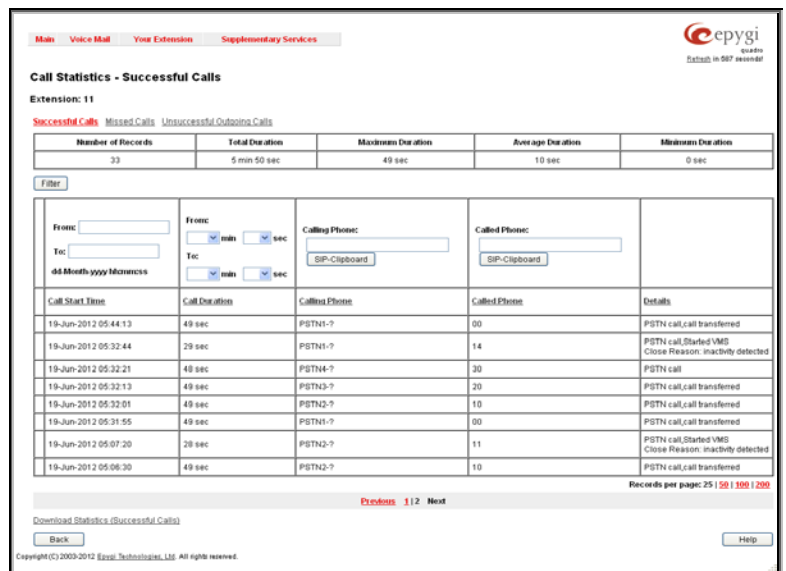 Main Voice Mail Your Extension Supplementary Services
epygi
quadro
Refresh in 587 seconds!
Call Statistics - Successful Calls
Extension: 11
Successful Calls Missed Calls Unsuccessful Outgoing Calls
Number of Records Total Duration Maximum Duration Average Duration Minimum Duration
33 5 min 50 sec 49 sec 10 sec 0 sec
Filter
From:
To:
dd-Month-yyyy hh:mm:ss
From:
min sec
To:
min sec
Calling Phone:
SIP-Clipboard
Called Phone:
SIP-Clipboard
Call Start Time Call Duration Calling Phone Called Phone Details
19-Jun-2012 05:44:13 49 sec PSTN1-? 00 PSTN call,call transferred
19-Jun-2012 05:32:44 29 sec PSTN1-? 14 PSTN call,Started VMS
Close Reason: inactivity detected
19-Jun-2012 05:32:21 48 sec PSTN4-? 30 PSTN call
19-Jun-2012 05:32:13 49 sec PSTN3-? 20 PSTN call,call transferred
19-Jun-2012 05:32:01 49 sec PSTN2-? 10 PSTN call,call transferred
19-Jun-2012 05:31:55 49 sec PSTN1-? 00 PSTN call,call transferred
19-Jun-2012 05:07:20 28 sec PSTN2-? 11 PSTN call,Started VMS
Close Reason: inactivity detected
19-Jun-2012 05:06:30 49 sec PSTN2-? 10 PSTN call,call transferred
Records per page: 25 | 50 | 100 | 200
Previous 1 | 2 Next
Download Statistics (Successful Calls)
Back Help
Copyright (C) 2003-2012 Epygi Technologies, Ltd. All rights reserved.